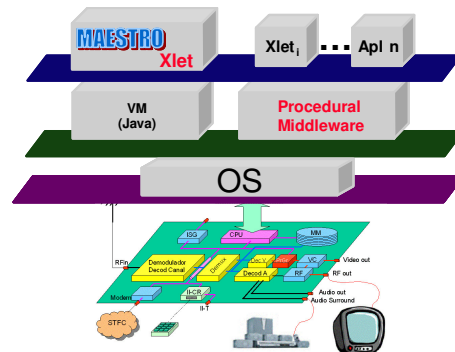 MAESTRO
Xlet
Xlet i
Apl n
VM
(Java)
Procedural
Middleware
OS
ISG
CPU
MM
RFin
Demodulador
Decod Canal
Demux
Dec V
VC
Video out
Decod A
RF
RF out
Modem
II-CR
Audio out
Audio Surround
II-T
STFC